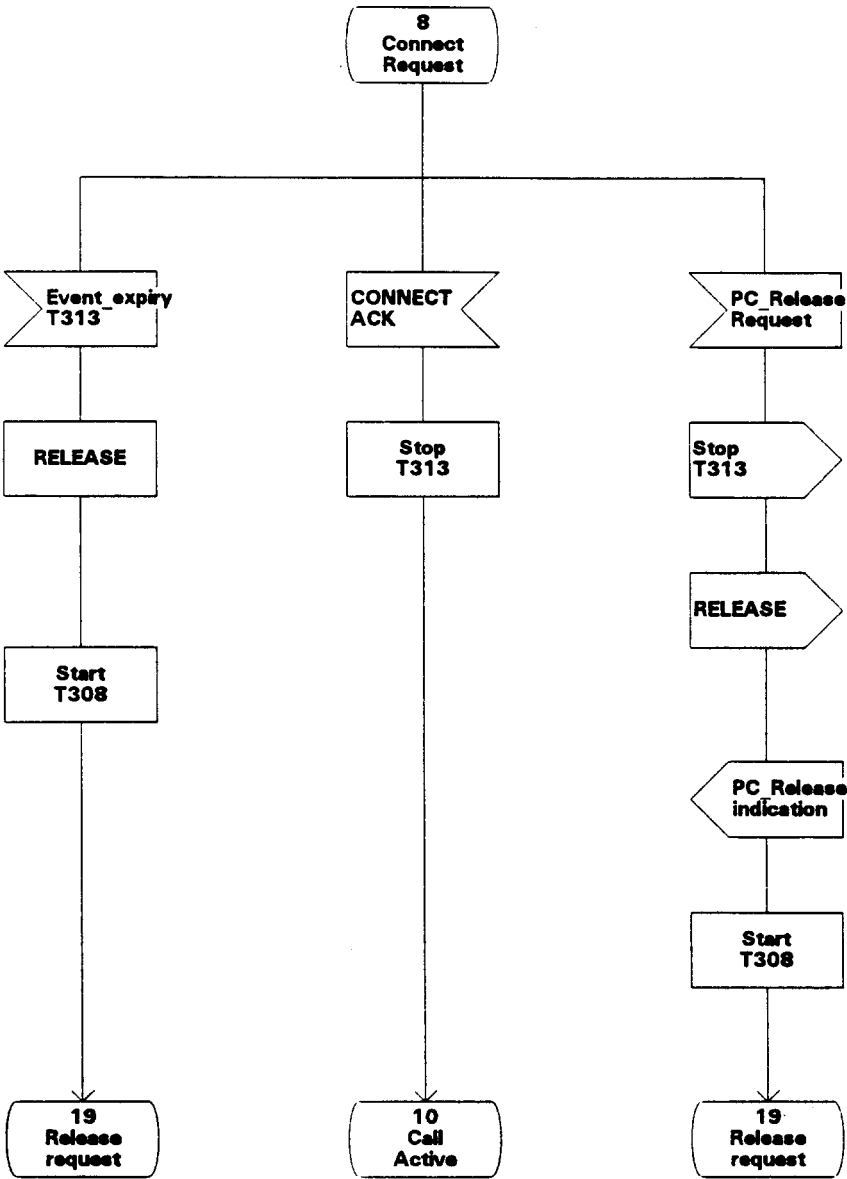 8
Connect
Request
Event_expiry
T313
CONNECT
ACK
PC_Release
Request
RELEASE
Stop
T313
Stop
T313
RELEASE
Start
T308
PC_Release
indication
Start
T308
19
Release
request
10
Call
Active
19
Release
request